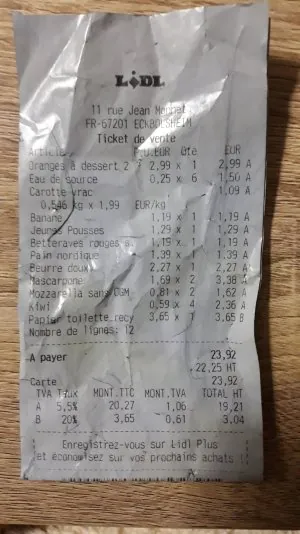 LIDL
11 rue Jean Monnet
FR-67201 ECKBOLSHEIM
Ticket de vente
Article P.U.EUR Qté EUR
Oranges à dessert 2 2,99 x 1 2,99 A
Eau de source 0,25 x 6 1,50 A
Carotte vrac 1,09 A
0,546 kg x 1,99 EUR/kg
Banane 1,19 x 1 1,19 A
Jeunes Pousses 1,29 x 1 1,29 A
Betteraves rouges s. 1,19 x 1 1,19 A
Pain nordique 1,39 x 1 1,39 A
Beurre doux 2,27 x 1 2,27 A
Mascarpone 1,69 x 2 3,38 A
Mozzarella sans OGM 0,81 x 2 1,62 A
Kiwi 0,59 x 4 2,36 A
Papier toilette recy 3,65 x 1 3,65 B
Nombre de lignes: 12
A payer 23,92
22,25 HT
Carte 23,92
TVA Taux MONT.TTC MONT.TVA TOTAL HT
A 5,5% 20,27 1,06 19,21
B 20% 3,65 0,61 3,04
Enregistrez-vous sur Lidl Plus
et économisez sur vos prochains achats !